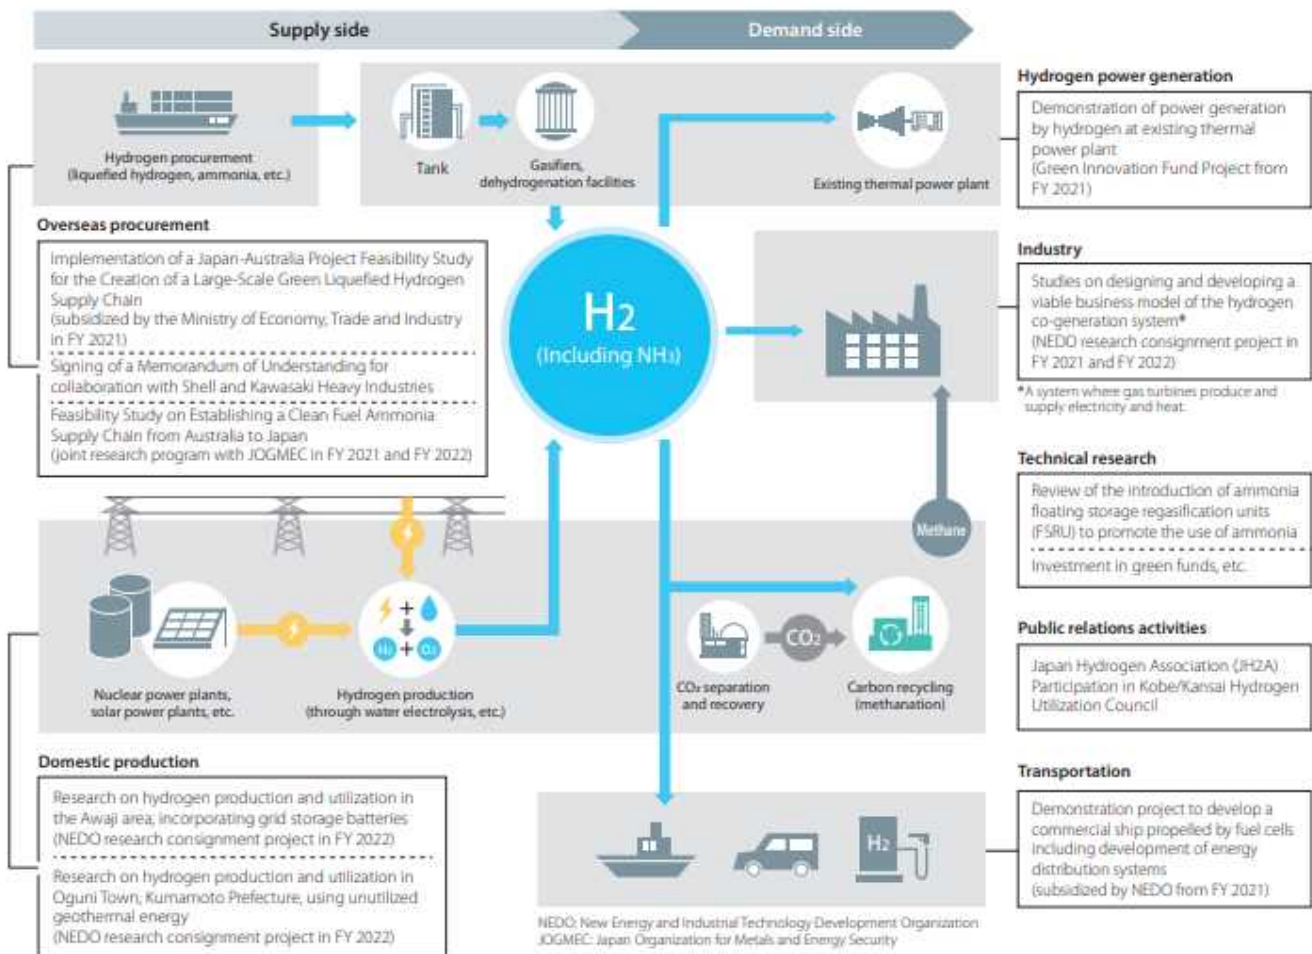 Supply side
Demand side
Hydrogen procurement
(liquefied hydrogen, ammonia, etc.)
Tank
Gasifiers,
dehydrogenation facilities
Existing thermal power plant
Hydrogen power generation
Demonstration of power generation
by hydrogen at existing thermal
power plant
(Green Innovation Fund Project from
FY 2021)
Overseas procurement
Implementation of a Japan-Australia Project Feasibility Study
for the Creation of a Large-Scale Green Liquefied Hydrogen
Supply Chain
(subsidized by the Ministry of Economy, Trade and Industry
in FY 2021)
Signing of a Memorandum of Understanding for
collaboration with Shell and Kawasaki Heavy Industries
Feasibility Study on Establishing a Clean Fuel Ammonia
Supply Chain from Australia to Japan
(joint research program with JOGMEC in FY 2021 and FY 2022)
H2
(Including NH3)
Industry
Studies on designing and developing a
viable business model of the hydrogen
co-generation system*
(NEDO research consignment project in
FY 2021 and FY 2022)
*A system where gas turbines produce and
supply electricity and heat.
Technical research
Review of the introduction of ammonia
floating storage regasification units
(FSRU) to promote the use of ammonia
Investment in green funds, etc.
Methane
+
H2 + O2
CO2
Nuclear power plants,
solar power plants, etc.
Hydrogen production
(through water electrolysis, etc.)
CO2 separation
and recovery
Carbon recycling
(methanation)
Public relations activities
Japan Hydrogen Association (JH2A)
Participation in Kobe/Kansai Hydrogen
Utilization Council
Domestic production
Research on hydrogen production and utilization in
the Awaji area, incorporating grid storage batteries
(NEDO research consignment project in FY 2022)
Research on hydrogen production and utilization in
Oguni Town, Kumamoto Prefecture, using unutilized
geothermal energy
(NEDO research consignment project in FY 2022)
H2
Transportation
Demonstration project to develop a
commercial ship propelled by fuel cells
including development of energy
distribution systems
(subsidized by NEDO from FY 2021)
NEDO: New Energy and Industrial Technology Development Organization
JOGMEC: Japan Organization for Metals and Energy Security